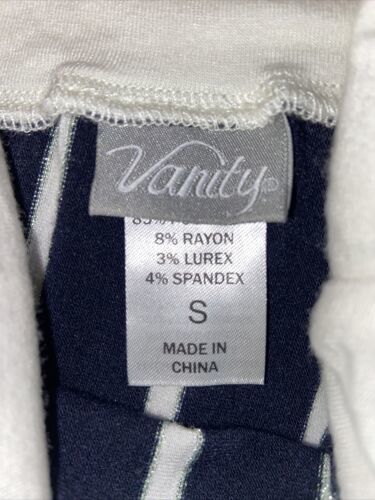 Vanity
8% RAYON
3% LUREX
4% SPANDEX
S
MADE IN
CHINA